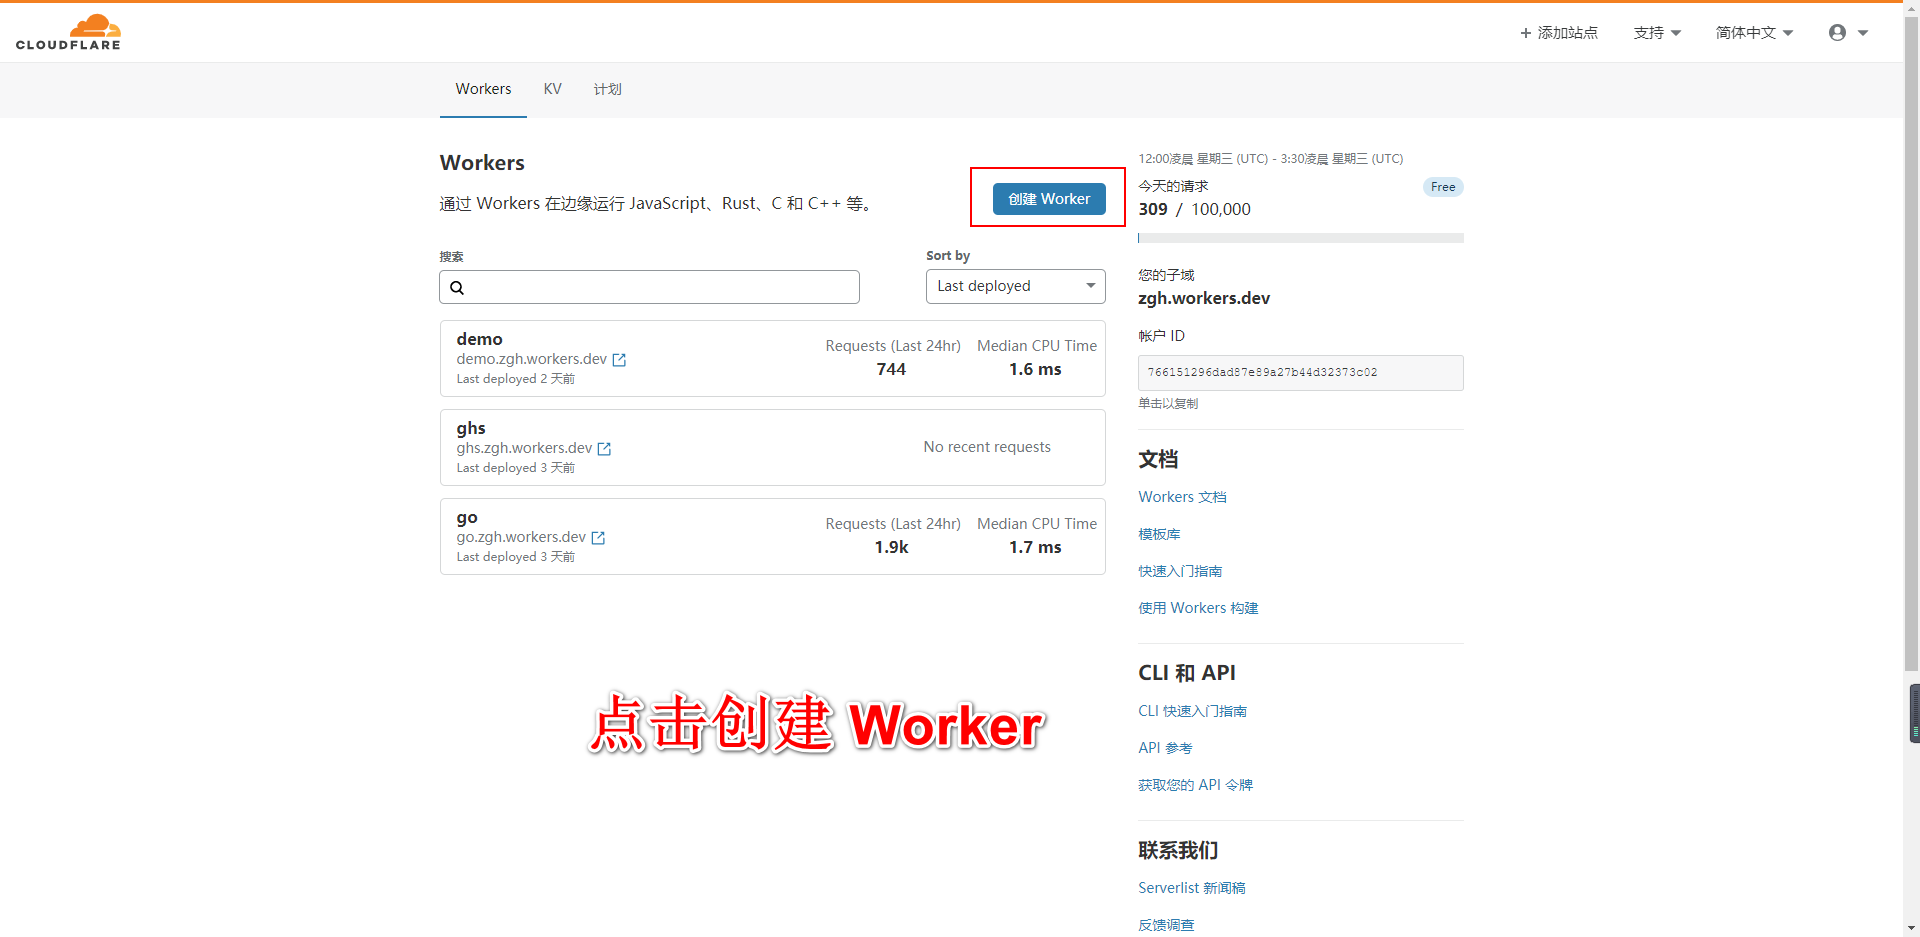 CLOUDFLARE
+ 添加站点 支持 简体中文
Workers KV 计划
Workers
通过 Workers 在边缘运行 JavaScript、Rust、C 和 C++ 等。
创建 Worker
搜索
Sort by
Last deployed
demo
demo.zgh.workers.dev
Last deployed 2 天前
Requests (Last 24hr) Median CPU Time
744 1.6 ms
ghs
ghs.zgh.workers.dev
Last deployed 3 天前
No recent requests
go
go.zgh.workers.dev
Last deployed 3 天前
Requests (Last 24hr) Median CPU Time
1.9k 1.7 ms
点击创建 Worker
12:00凌晨 星期三 (UTC) - 3:30凌晨 星期三 (UTC)
今天的请求 Free
309 / 100,000
您的子域
zgh.workers.dev
帐户 ID
766151296dad87e89a27b44d32373c02
单击以复制
文档
Workers 文档
模板库
快速入门指南
使用 Workers 构建
CLI 和 API
CLI 快速入门指南
API 参考
获取您的 API 令牌
联系我们
Serverlist 新闻稿
反馈调查